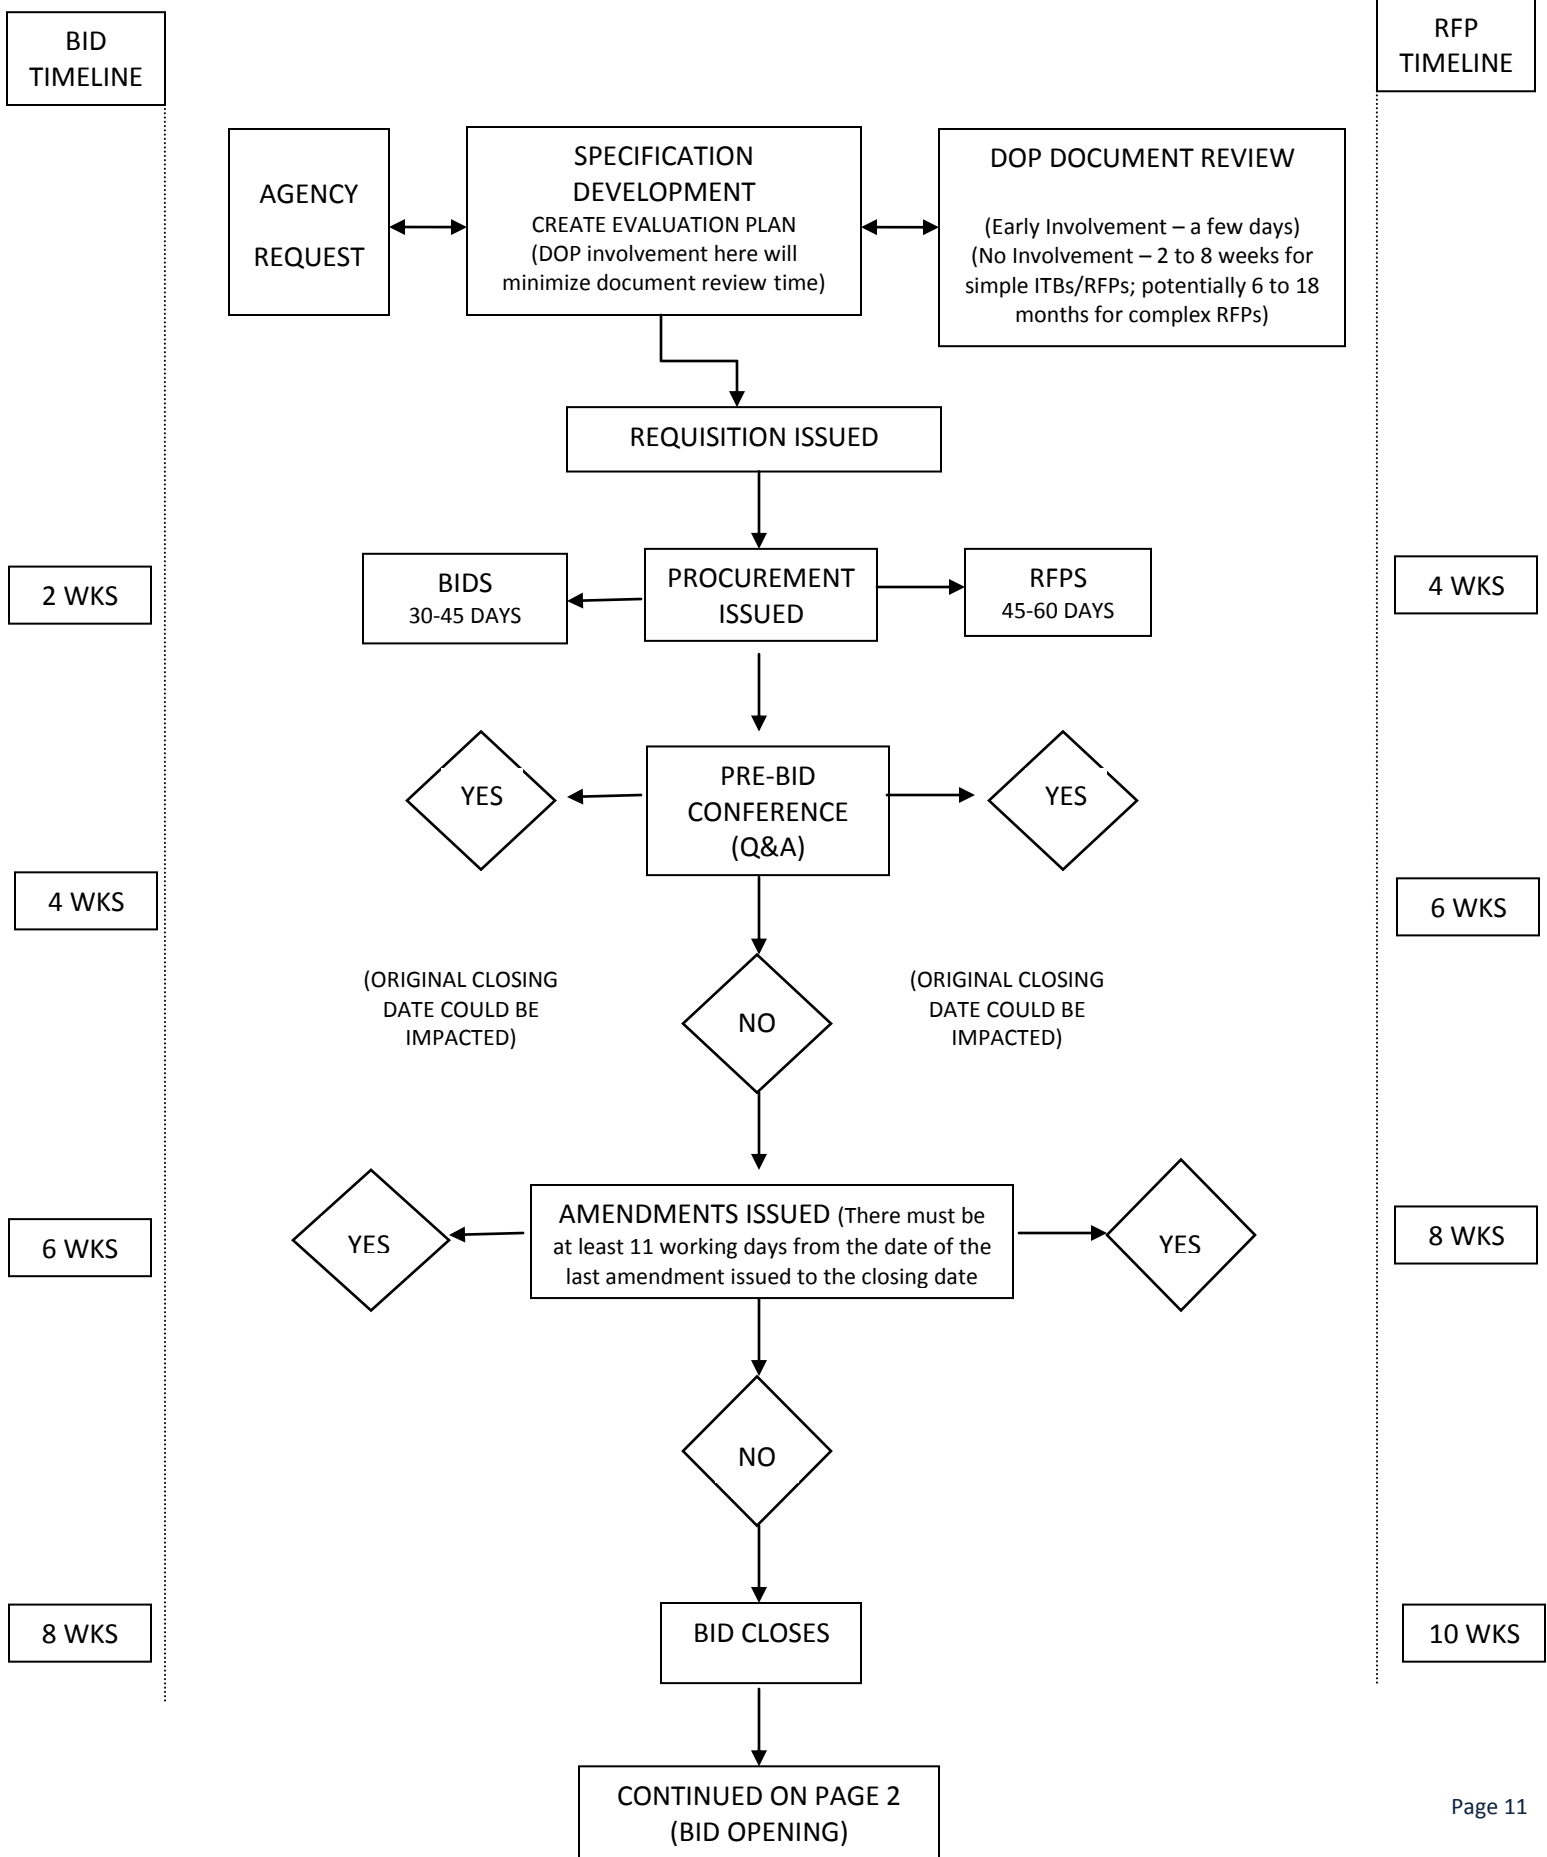 BID
TIMELINE
RFP
TIMELINE
AGENCY
REQUEST
SPECIFICATION
DEVELOPMENT
CREATE EVALUATION PLAN
(DOP involvement here will
minimize document review time)
DOP DOCUMENT REVIEW
(Early Involvement – a few days)
(No Involvement – 2 to 8 weeks for
simple ITBs/RFPs; potentially 6 to 18
months for complex RFPs)
REQUISITION ISSUED
2 WKS
BIDS
30-45 DAYS
PROCUREMENT
ISSUED
RFPS
45-60 DAYS
4 WKS
YES
PRE-BID
CONFERENCE
(Q&A)
YES
4 WKS
6 WKS
(ORIGINAL CLOSING
DATE COULD BE
IMPACTED)
NO
(ORIGINAL CLOSING
DATE COULD BE
IMPACTED)
6 WKS
YES
AMENDMENTS ISSUED (There must be
at least 11 working days from the date of the
last amendment issued to the closing date
YES
8 WKS
NO
8 WKS
BID CLOSES
10 WKS
CONTINUED ON PAGE 2
(BID OPENING)
Page 11